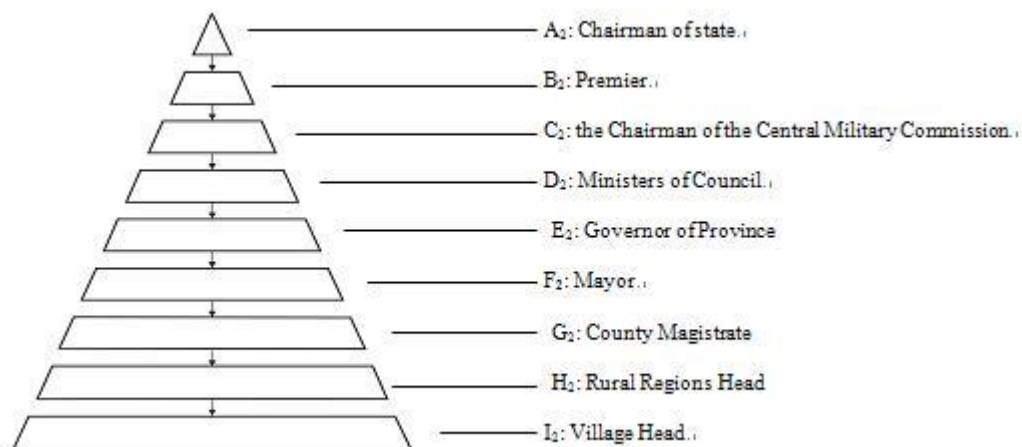 A₂: Chairman of state.
B₂: Premier.
C₂: the Chairman of the Central Military Commission.
D₂: Ministers of Council.
E₂: Governor of Province
F₂: Mayor.
G₂: County Magistrate
H₂: Rural Regions Head
I₂: Village Head.